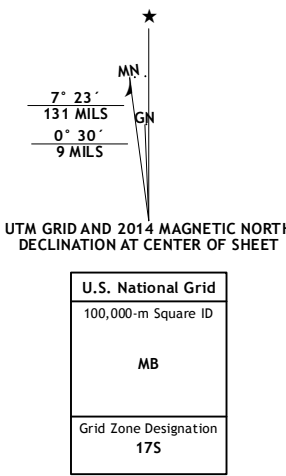 ★
MN
GN
7° 23´
131 MILS
0° 30´
9 MILS
UTM GRID AND 2014 MAGNETIC NORTH
DECLINATION AT CENTER OF SHEET
U.S. National Grid
100,000-m Square ID
MB
Grid Zone Designation
17S